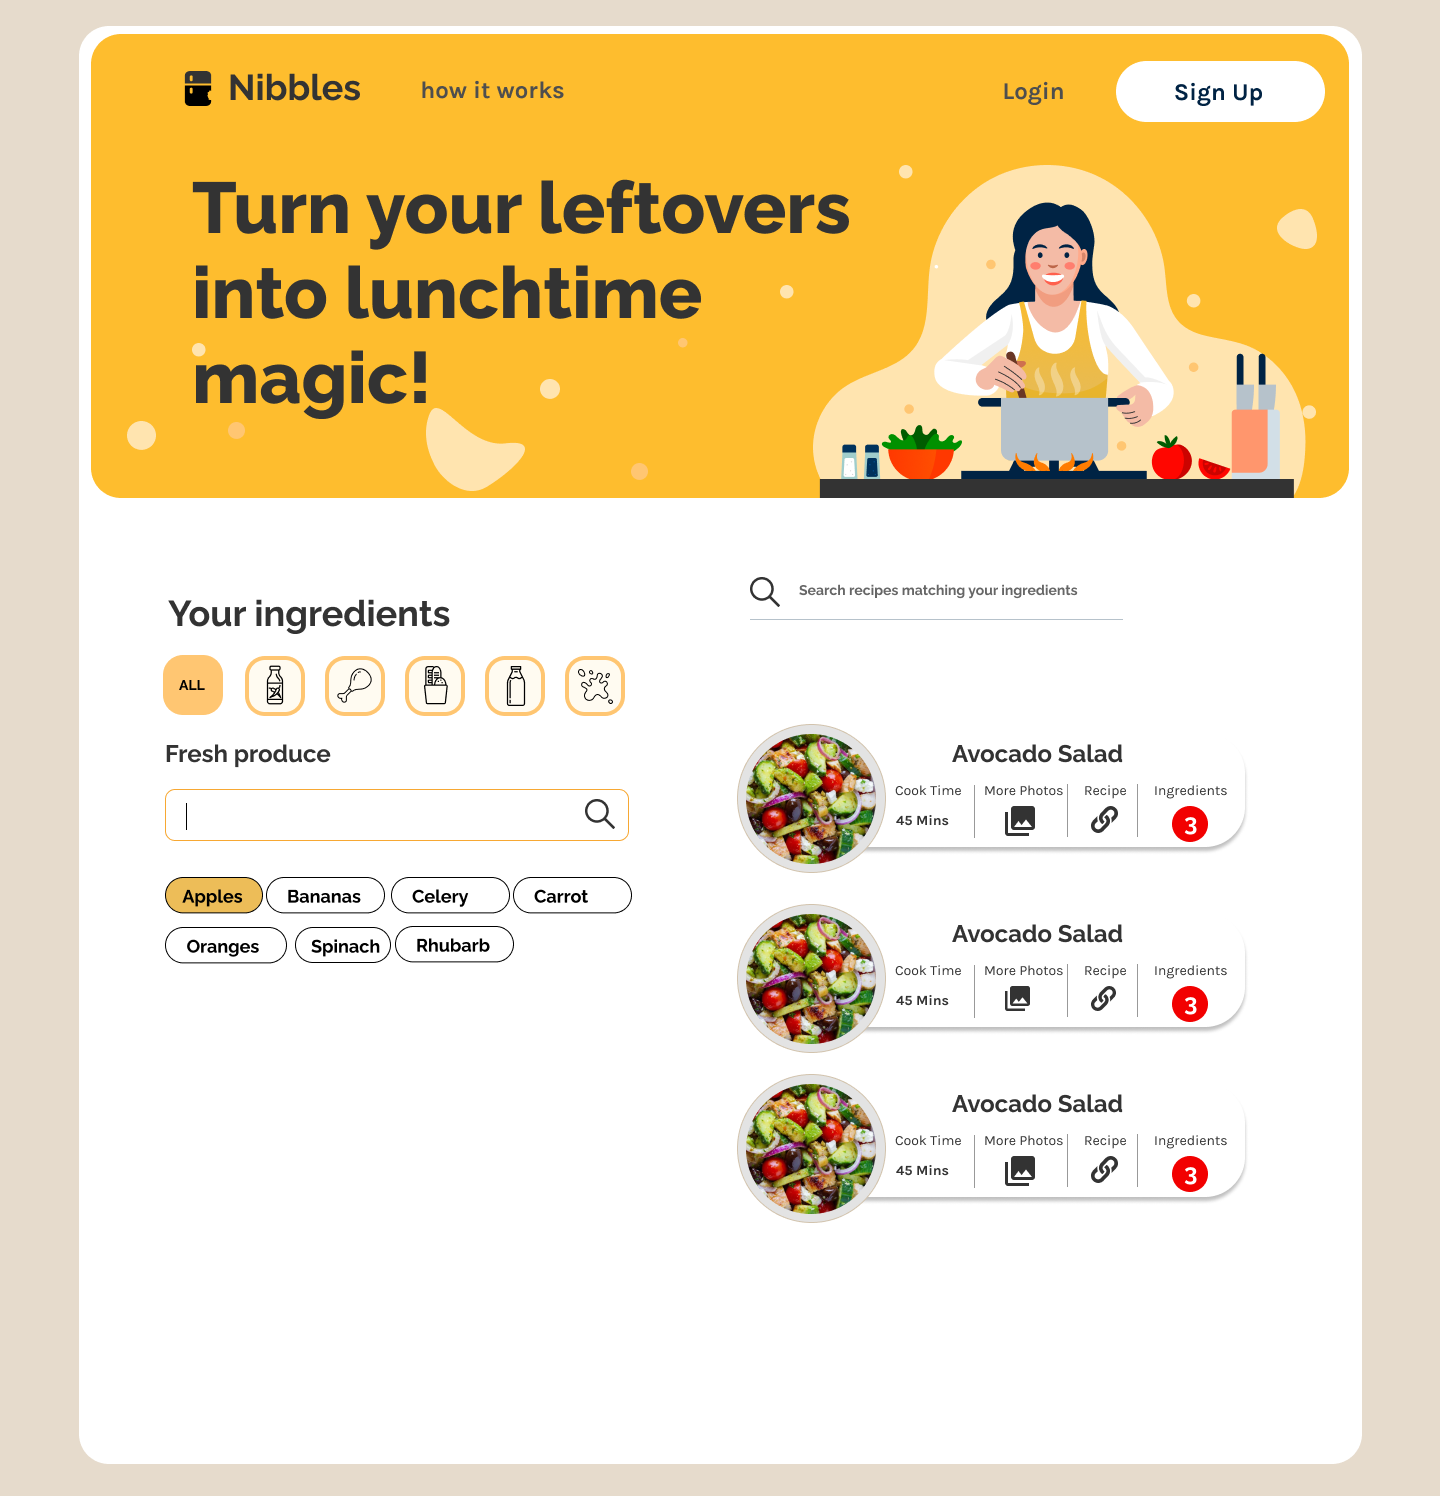 Nibbles
how it works
Login
Sign Up
Turn your leftovers
into lunchtime
magic!
Your ingredients
ALL
Fresh produce
Apples
Bananas
Celery
Carrot
Oranges
Spinach
Rhubarb
Search recipes matching your ingredients
Avocado Salad
Cook Time
More Photos
Recipe
Ingredients
45 Mins
3
Avocado Salad
Cook Time
More Photos
Recipe
Ingredients
45 Mins
3
Avocado Salad
Cook Time
More Photos
Recipe
Ingredients
45 Mins
3